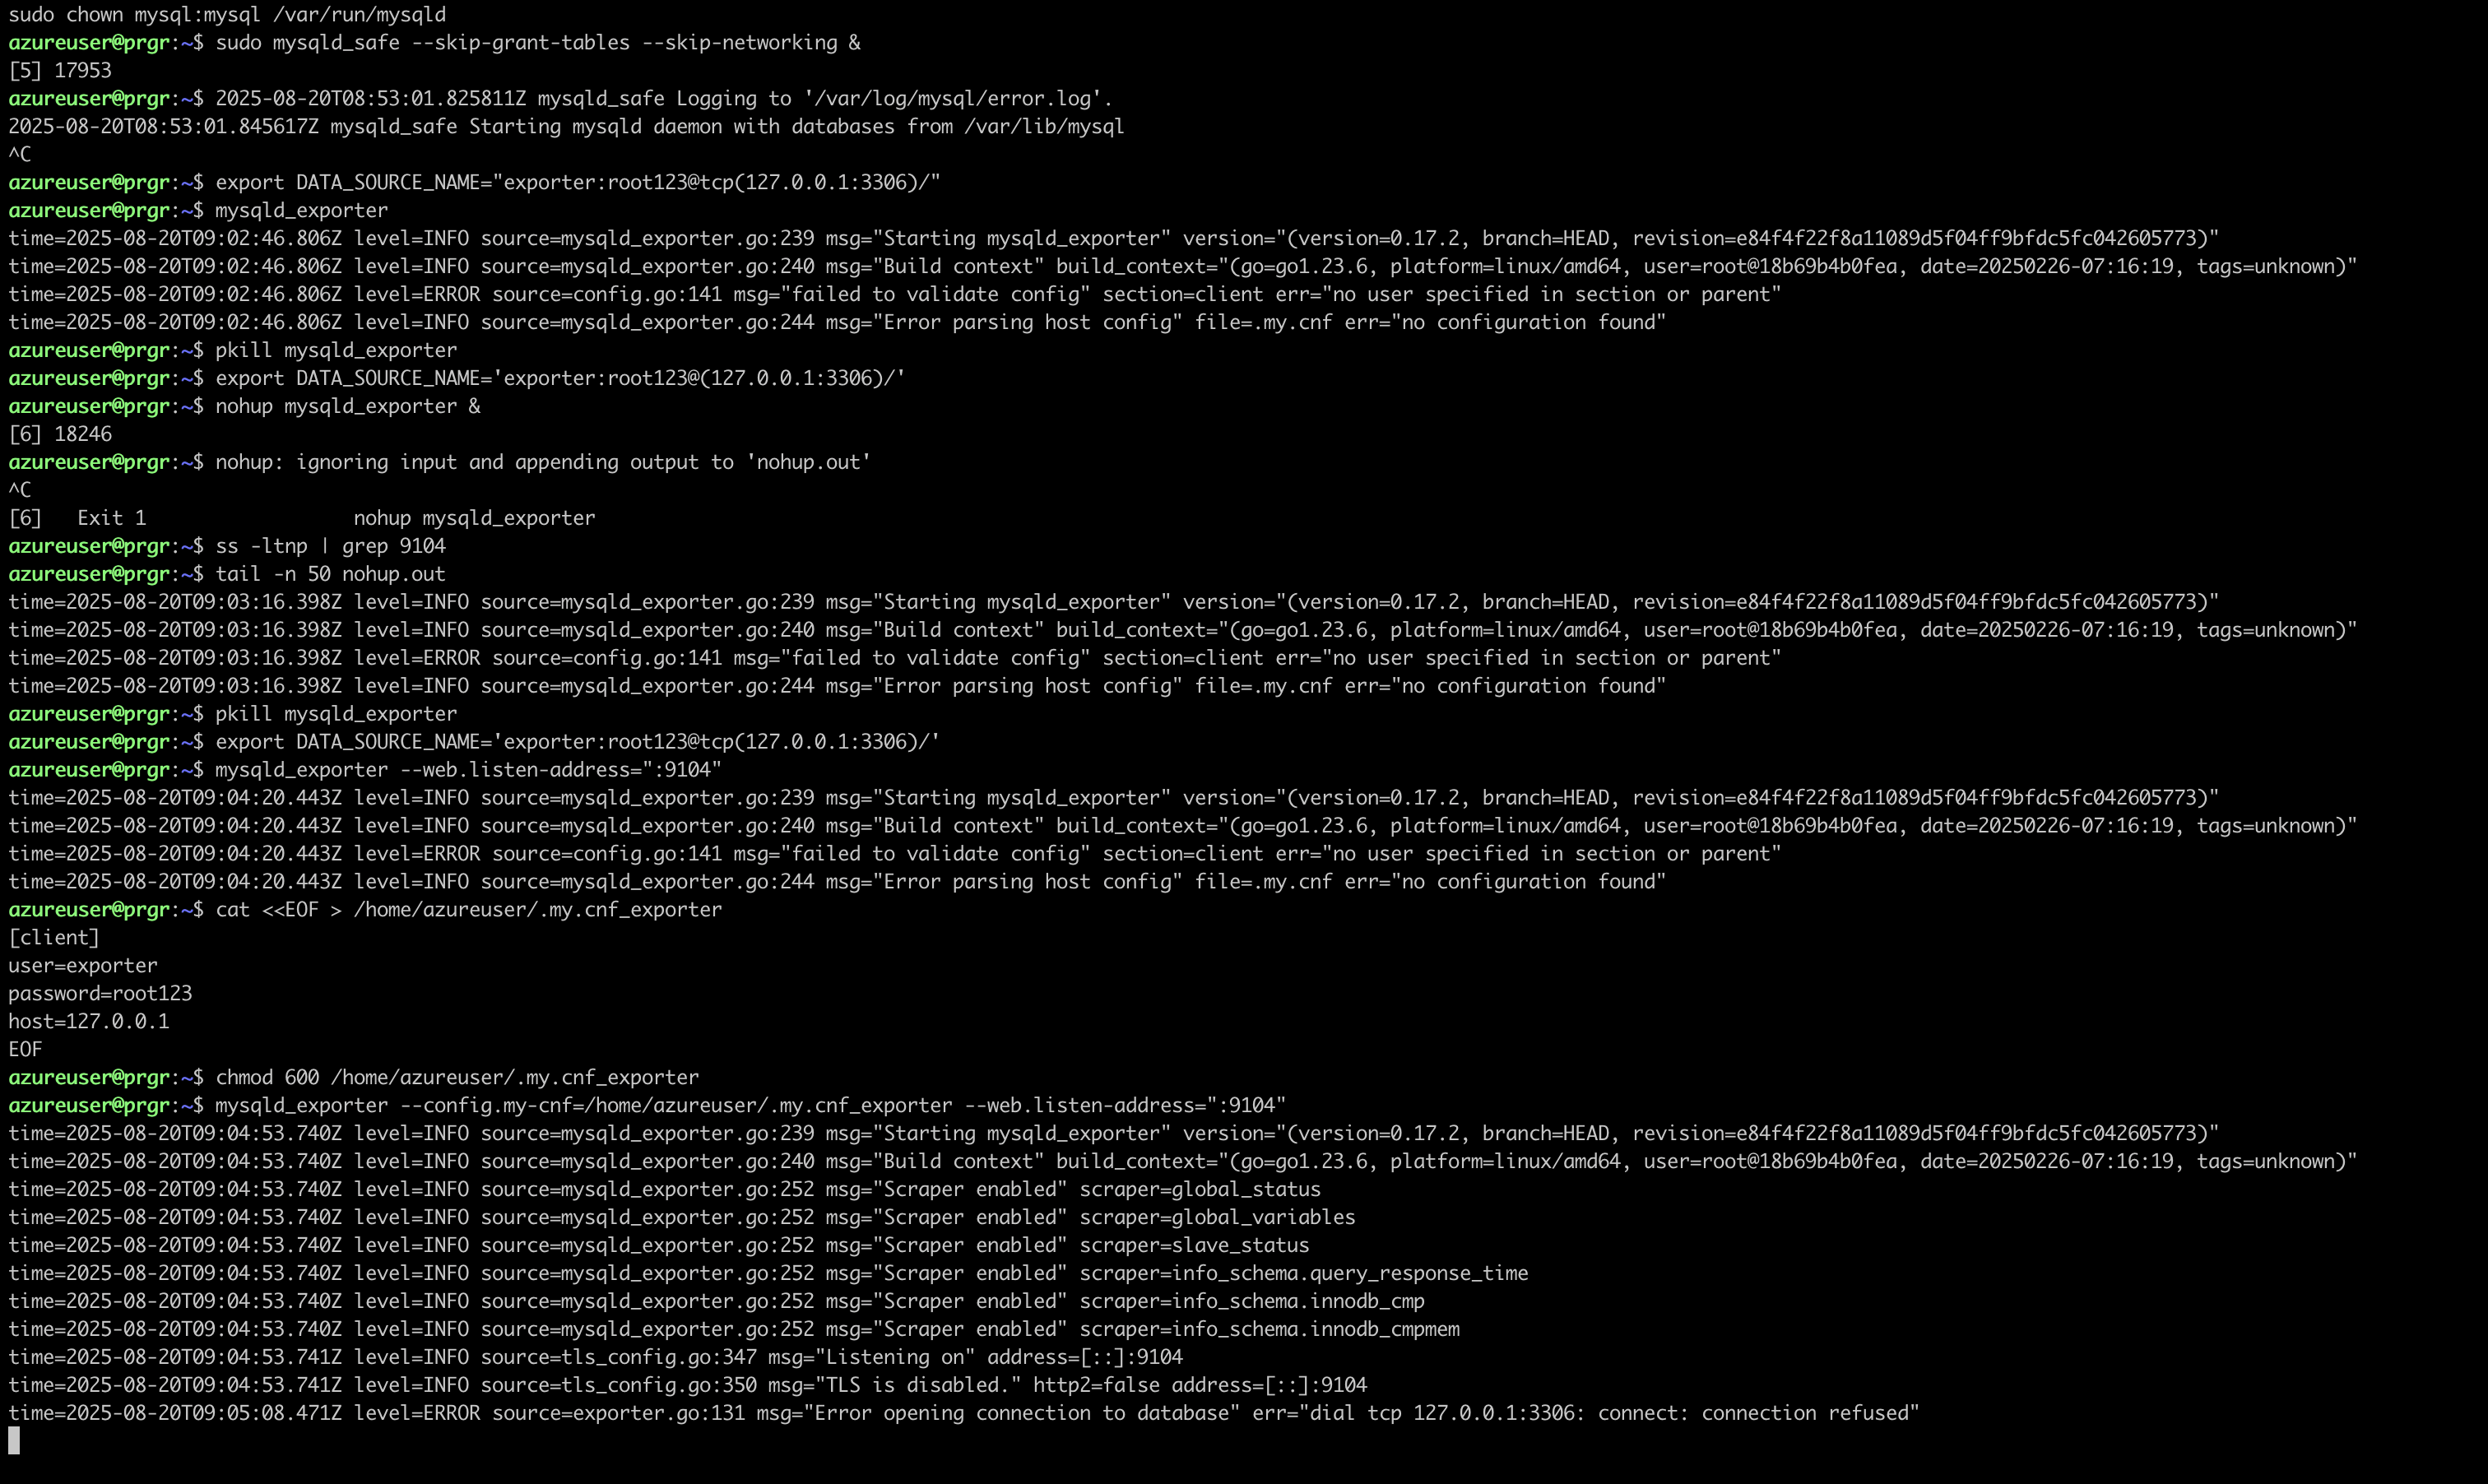 sudo chown mysql:mysql /var/run/mysqld
azureuser@prgr:~$ sudo mysqld_safe --skip-grant-tables --skip-networking &
[5] 17953
azureuser@prgr:~$ 2025-08-20T08:53:01.825811Z mysqld_safe Logging to '/var/log/mysql/error.log'.
2025-08-20T08:53:01.845617Z mysqld_safe Starting mysqld daemon with databases from /var/lib/mysql
^C
azureuser@prgr:~$ export DATA_SOURCE_NAME="exporter:root123@tcp(127.0.0.1:3306)/"
azureuser@prgr:~$ mysqld_exporter
time=2025-08-20T09:02:46.806Z level=INFO source=mysqld_exporter.go:239 msg="Starting mysqld_exporter" version="(version=0.17.2, branch=HEAD, revision=e84f4f22f8a11089d5f04ff9bfdc5fc042605773)"
time=2025-08-20T09:02:46.806Z level=INFO source=mysqld_exporter.go:240 msg="Build context" build_context="(go=go1.23.6, platform=linux/amd64, user=root@18b69b4b0fea, date=20250226-07:16:19, tags=unknown)"
time=2025-08-20T09:02:46.806Z level=ERROR source=config.go:141 msg="failed to validate config" section=client err="no user specified in section or parent"
time=2025-08-20T09:02:46.806Z level=INFO source=mysqld_exporter.go:244 msg="Error parsing host config" file=.my.cnf err="no configuration found"
azureuser@prgr:~$ pkill mysqld_exporter
azureuser@prgr:~$ export DATA_SOURCE_NAME='exporter:root123@(127.0.0.1:3306)/'
azureuser@prgr:~$ nohup mysqld_exporter &
[6] 18246
azureuser@prgr:~$ nohup: ignoring input and appending output to 'nohup.out'
^C
[6]   Exit 1                  nohup mysqld_exporter
azureuser@prgr:~$ ss -ltnp | grep 9104
azureuser@prgr:~$ tail -n 50 nohup.out
time=2025-08-20T09:03:16.398Z level=INFO source=mysqld_exporter.go:239 msg="Starting mysqld_exporter" version="(version=0.17.2, branch=HEAD, revision=e84f4f22f8a11089d5f04ff9bfdc5fc042605773)"
time=2025-08-20T09:03:16.398Z level=INFO source=mysqld_exporter.go:240 msg="Build context" build_context="(go=go1.23.6, platform=linux/amd64, user=root@18b69b4b0fea, date=20250226-07:16:19, tags=unknown)"
time=2025-08-20T09:03:16.398Z level=ERROR source=config.go:141 msg="failed to validate config" section=client err="no user specified in section or parent"
time=2025-08-20T09:03:16.398Z level=INFO source=mysqld_exporter.go:244 msg="Error parsing host config" file=.my.cnf err="no configuration found"
azureuser@prgr:~$ pkill mysqld_exporter
azureuser@prgr:~$ export DATA_SOURCE_NAME='exporter:root123@tcp(127.0.0.1:3306)/'
azureuser@prgr:~$ mysqld_exporter --web.listen-address=":9104"
time=2025-08-20T09:04:20.443Z level=INFO source=mysqld_exporter.go:239 msg="Starting mysqld_exporter" version="(version=0.17.2, branch=HEAD, revision=e84f4f22f8a11089d5f04ff9bfdc5fc042605773)"
time=2025-08-20T09:04:20.443Z level=INFO source=mysqld_exporter.go:240 msg="Build context" build_context="(go=go1.23.6, platform=linux/amd64, user=root@18b69b4b0fea, date=20250226-07:16:19, tags=unknown)"
time=2025-08-20T09:04:20.443Z level=ERROR source=config.go:141 msg="failed to validate config" section=client err="no user specified in section or parent"
time=2025-08-20T09:04:20.443Z level=INFO source=mysqld_exporter.go:244 msg="Error parsing host config" file=.my.cnf err="no configuration found"
azureuser@prgr:~$ cat <<EOF > /home/azureuser/.my.cnf_exporter
[client]
user=exporter
password=root123
host=127.0.0.1
EOF
azureuser@prgr:~$ chmod 600 /home/azureuser/.my.cnf_exporter
azureuser@prgr:~$ mysqld_exporter --config.my-cnf=/home/azureuser/.my.cnf_exporter --web.listen-address=":9104"
time=2025-08-20T09:04:53.740Z level=INFO source=mysqld_exporter.go:239 msg="Starting mysqld_exporter" version="(version=0.17.2, branch=HEAD, revision=e84f4f22f8a11089d5f04ff9bfdc5fc042605773)"
time=2025-08-20T09:04:53.740Z level=INFO source=mysqld_exporter.go:240 msg="Build context" build_context="(go=go1.23.6, platform=linux/amd64, user=root@18b69b4b0fea, date=20250226-07:16:19, tags=unknown)"
time=2025-08-20T09:04:53.740Z level=INFO source=mysqld_exporter.go:252 msg="Scraper enabled" scraper=global_status
time=2025-08-20T09:04:53.740Z level=INFO source=mysqld_exporter.go:252 msg="Scraper enabled" scraper=global_variables
time=2025-08-20T09:04:53.740Z level=INFO source=mysqld_exporter.go:252 msg="Scraper enabled" scraper=slave_status
time=2025-08-20T09:04:53.740Z level=INFO source=mysqld_exporter.go:252 msg="Scraper enabled" scraper=info_schema.query_response_time
time=2025-08-20T09:04:53.740Z level=INFO source=mysqld_exporter.go:252 msg="Scraper enabled" scraper=info_schema.innodb_cmp
time=2025-08-20T09:04:53.740Z level=INFO source=mysqld_exporter.go:252 msg="Scraper enabled" scraper=info_schema.innodb_cmpmem
time=2025-08-20T09:04:53.741Z level=INFO source=tls_config.go:347 msg="Listening on" address=[::]:9104
time=2025-08-20T09:04:53.741Z level=INFO source=tls_config.go:350 msg="TLS is disabled." http2=false address=[::]:9104
time=2025-08-20T09:05:08.471Z level=ERROR source=exporter.go:131 msg="Error opening connection to database" err="dial tcp 127.0.0.1:3306: connect: connection refused"